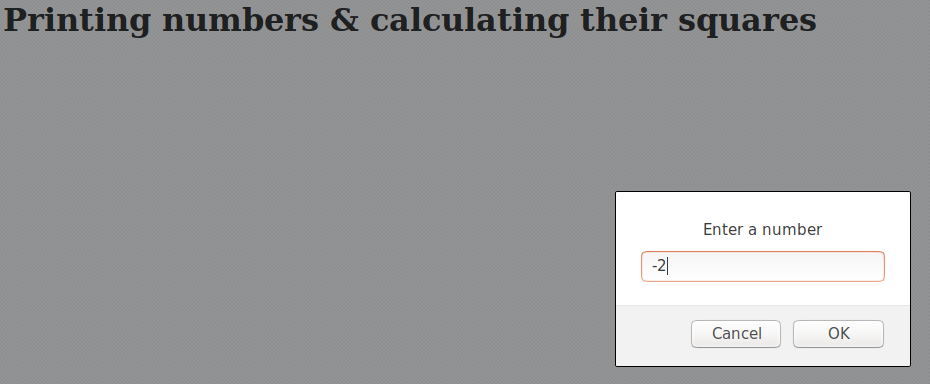 Printing numbers & calculating their squares
Enter a number
-2
Cancel OK